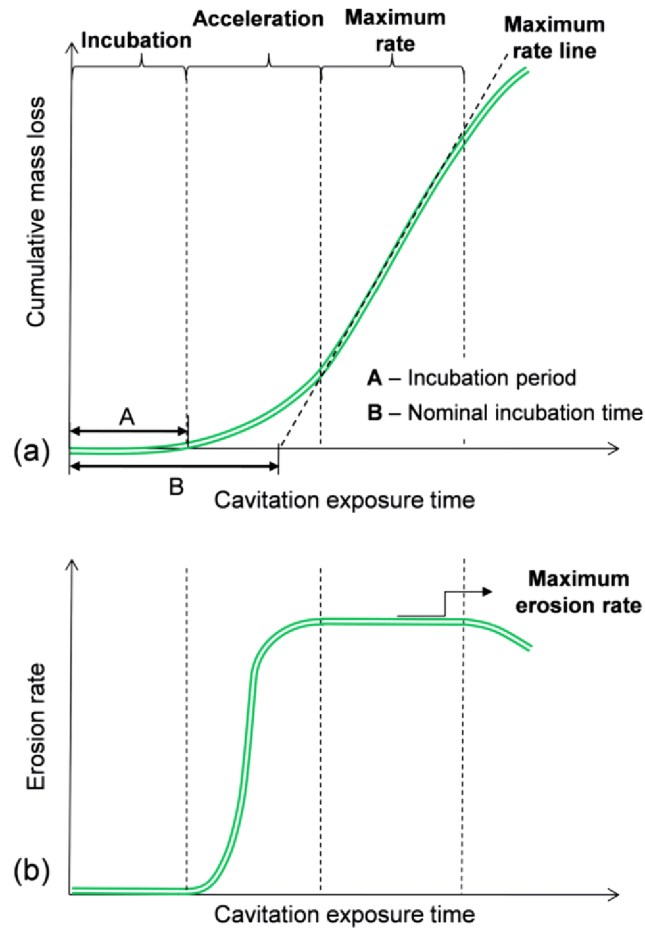 Incubation
Acceleration
Maximum
rate
Maximum
rate line
Cumulative mass loss
A – Incubation period
B – Nominal incubation time
A
(a)
B
Cavitation exposure time
Maximum
erosion rate
Erosion rate
(b)
Cavitation exposure time